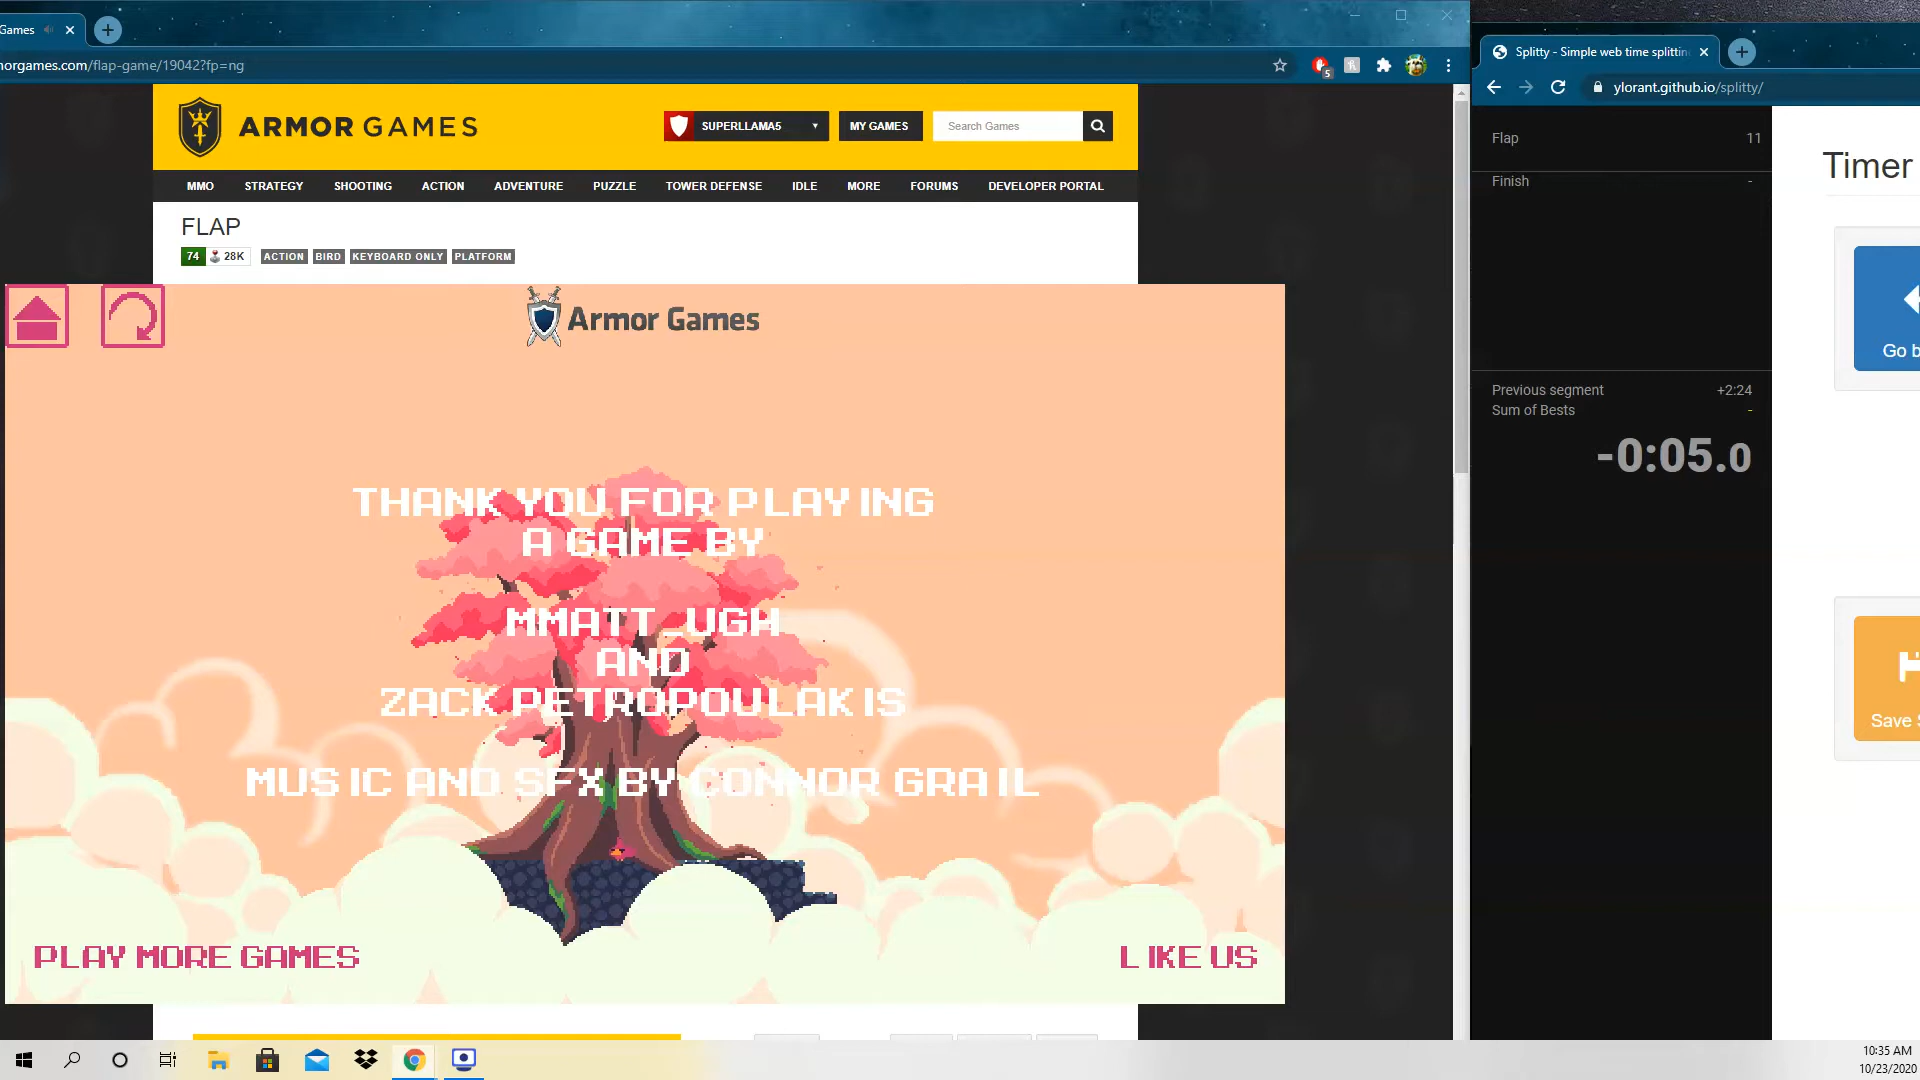 Games
Splitty - Simple web time splittin
morgames.com/flap-game/19042?fp=ng
5
ylorant.github.io/splitty/
ARMOR GAMES
SUPERLLAMA5
MY GAMES
Search Games
MMO
STRATEGY
SHOOTING
ACTION
ADVENTURE
PUZZLE
TOWER DEFENSE
IDLE
MORE
FORUMS
DEVELOPER PORTAL
FLAP
74
28K
ACTION
BIRD
KEYBOARD ONLY
PLATFORM
Armor Games
THANK YOU FOR PLAYING
A GAME BY
MMATT_UGH
AND
ZACK PETROPOULAKIS
MUSIC AND SFX BY CONNOR GRAIL
PLAY MORE GAMES
LIKE US
Flap 11
Finish -
Previous segment +2:24
Sum of Bests -
-0:05.0
Timer
Go b
Save S
10:35 AM
10/23/2020